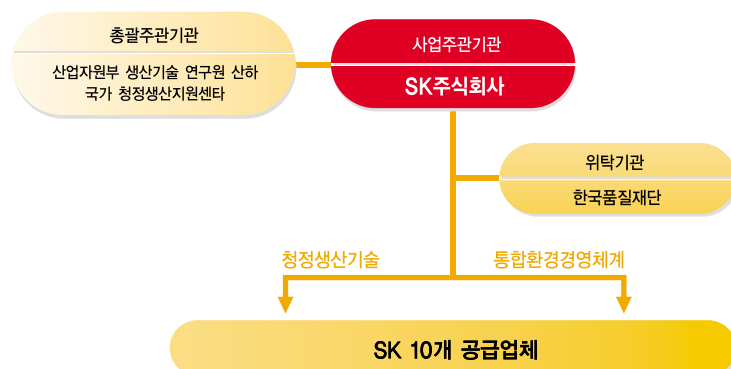 총괄주관기관
산업자원부 생산기술 연구원 산하
국가 청정생산지원센타
사업주관기관
SK주식회사
위탁기관
한국품질재단
청정생산기술
통합환경경영체계
SK 10개 공급업체